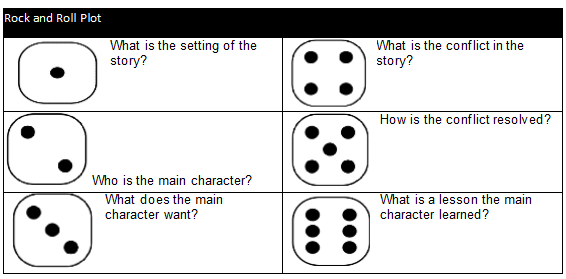 Rock and Roll Plot
What is the setting of the
story?
What is the conflict in the
story?
Who is the main character?
How is the conflict resolved?
What does the main
character want?
What is a lesson the main
character learned?